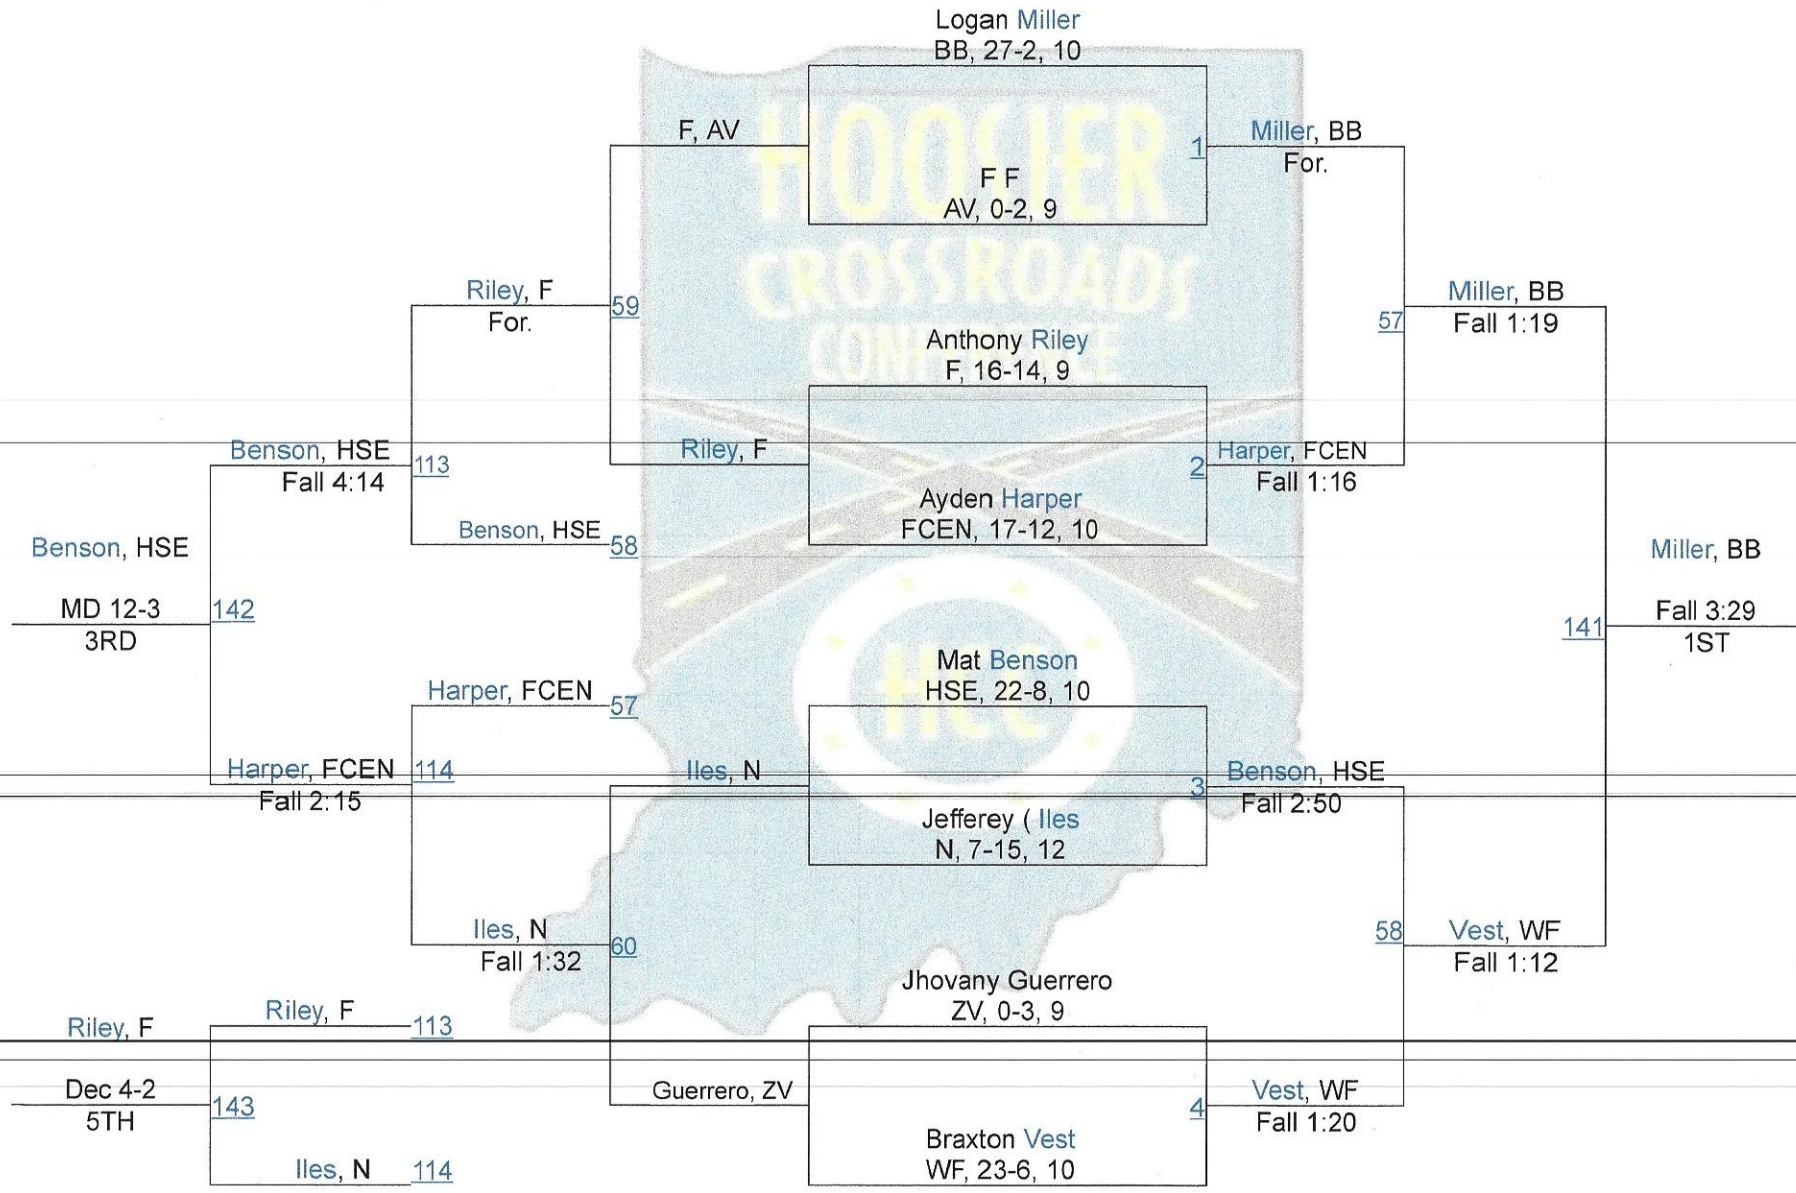 Logan Miller
BB, 27-2, 10
F, AV
1
Miller, BB
For.
F F
AV, 0-2, 9
HOOSIER
CROSSROADS
CONFERENCE
Riley, F
For.
59
Miller, BB
Fall 1:19
57
Anthony Riley
F, 16-14, 9
Riley, F
2
Harper, FCEN
Fall 1:16
Ayden Harper
FCEN, 17-12, 10
Benson, HSE
Fall 4:14
113
Benson, HSE
58
Benson, HSE
MD 12-3
3RD
142
Miller, BB
Fall 3:29
1ST
141
HCC
Mat Benson
HSE, 22-8, 10
Harper, FCEN
57
Harper, FCEN
Fall 2:15
114
Iles, N
3
Benson, HSE
Fall 2:50
Jefferey ( Iles
N, 7-15, 12
Iles, N
Fall 1:32
60
58
Vest, WF
Fall 1:12
Jhovany Guerrero
ZV, 0-3, 9
Riley, F
113
Riley, F
Dec 4-2
5TH
143
Guerrero, ZV
4
Vest, WF
Fall 1:20
Braxton Vest
WF, 23-6, 10
Iles, N
114